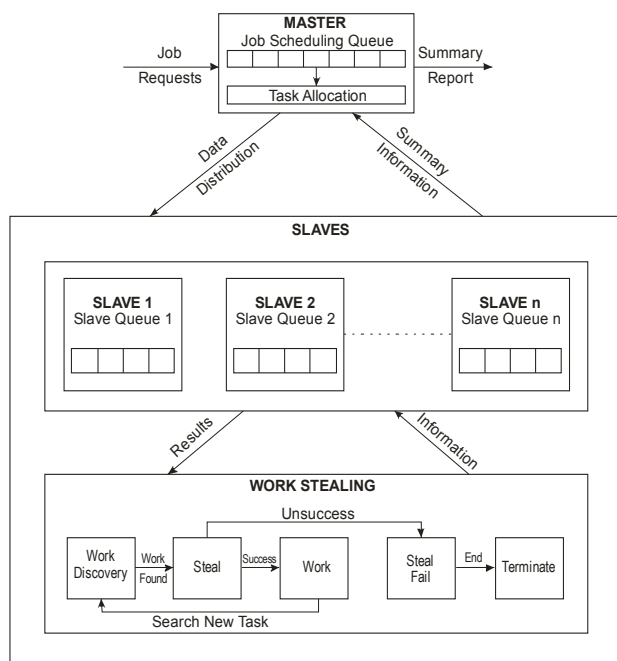 MASTER
Job Scheduling Queue
Job
Requests
Summary
Report
Task Allocation
Data
Distribution
Summary
Information
SLAVES
SLAVE 1
Slave Queue 1
SLAVE 2
Slave Queue 2
SLAVE n
Slave Queue n
Results
Information
WORK STEALING
Unsuccess
Work
Discovery
Work
Found
Steal
Success
Work
Steal
Fail
End
Terminate
Search New Task